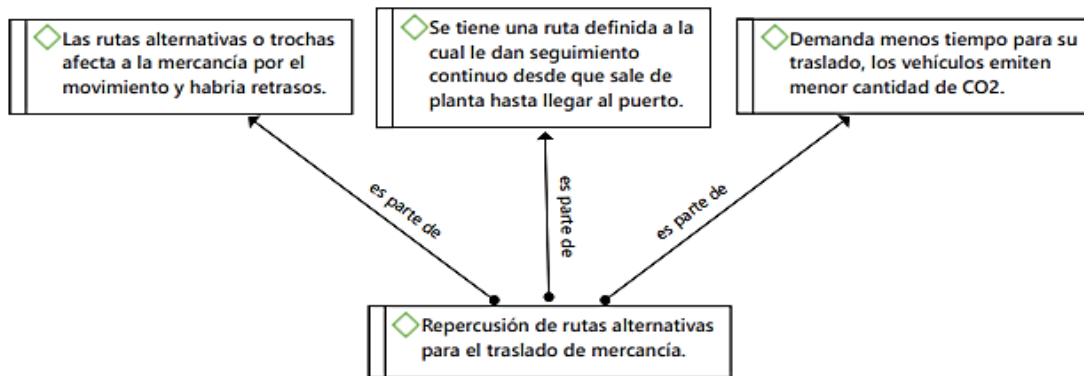 Las rutas alternativas o trochas
afecta a la mercancía por el
movimiento y habria retrasos.
Se tiene una ruta definida a la
cual le dan seguimiento
continuo desde que sale de
planta hasta llegar al puerto.
Demanda menos tiempo para su
traslado, los vehículos emiten
menor cantidad de CO2.
es parte de
es parte de
es parte de
Repercusión de rutas alternativas
para el traslado de mercancía.